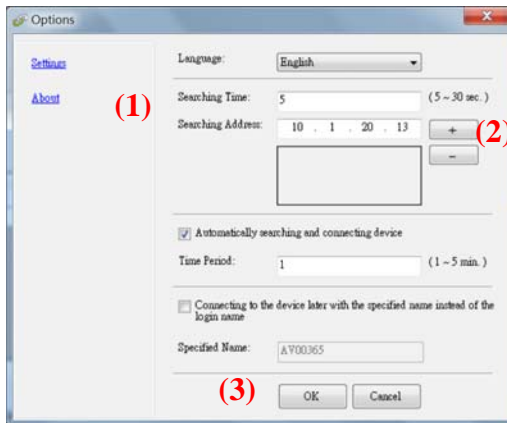 Options
Settings
About
(1)
Language:
English
Searching Time:
5
(5 ~ 30 sec.)
Searching Address:
10 . 1 . 20 . 13
+
(2)
-
Automatically searching and connecting device
Time Period:
1
(1 ~ 5 min.)
Connecting to the device later with the specified name instead of the
login name
Specified Name:
AV00365
(3)
OK
Cancel